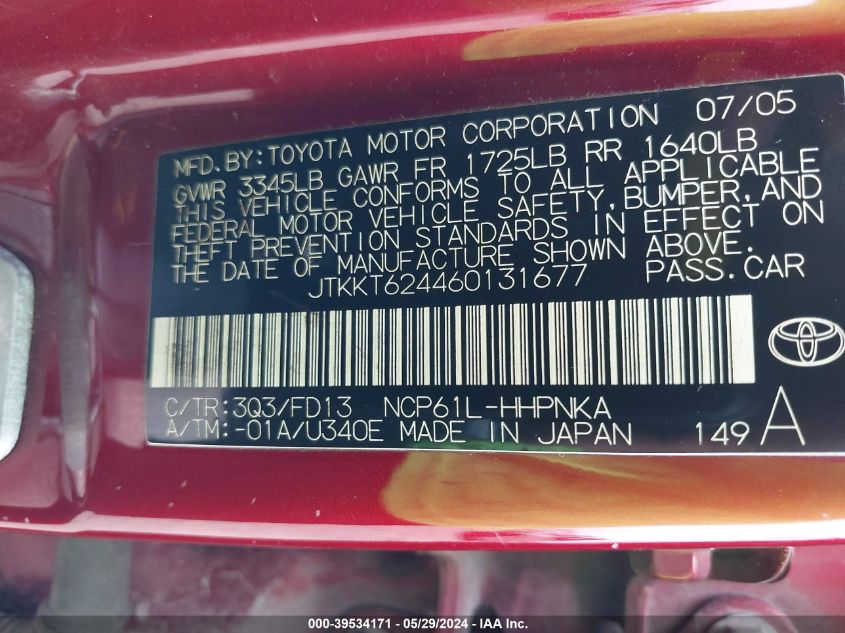 MFD. BY: TOYOTA MOTOR CORPORATION 07/05
GVWR 3345LB GAWR FR 1725LB RR 1640LB
THIS VEHICLE CONFORMS TO ALL APPLICABLE
FEDERAL MOTOR VEHICLE SAFETY, BUMPER, AND
THEFT PREVENTION STANDARDS IN EFFECT ON
THE DATE OF MANUFACTURE SHOWN ABOVE.
JTKKT624460131677 PASS. CAR
C/TR: 3Q3/FD13 NCP61L-HHPNKA
A/TM: -01A/U340E MADE IN JAPAN 149 A
000-39534171 - 05/29/2024 - IAA Inc.